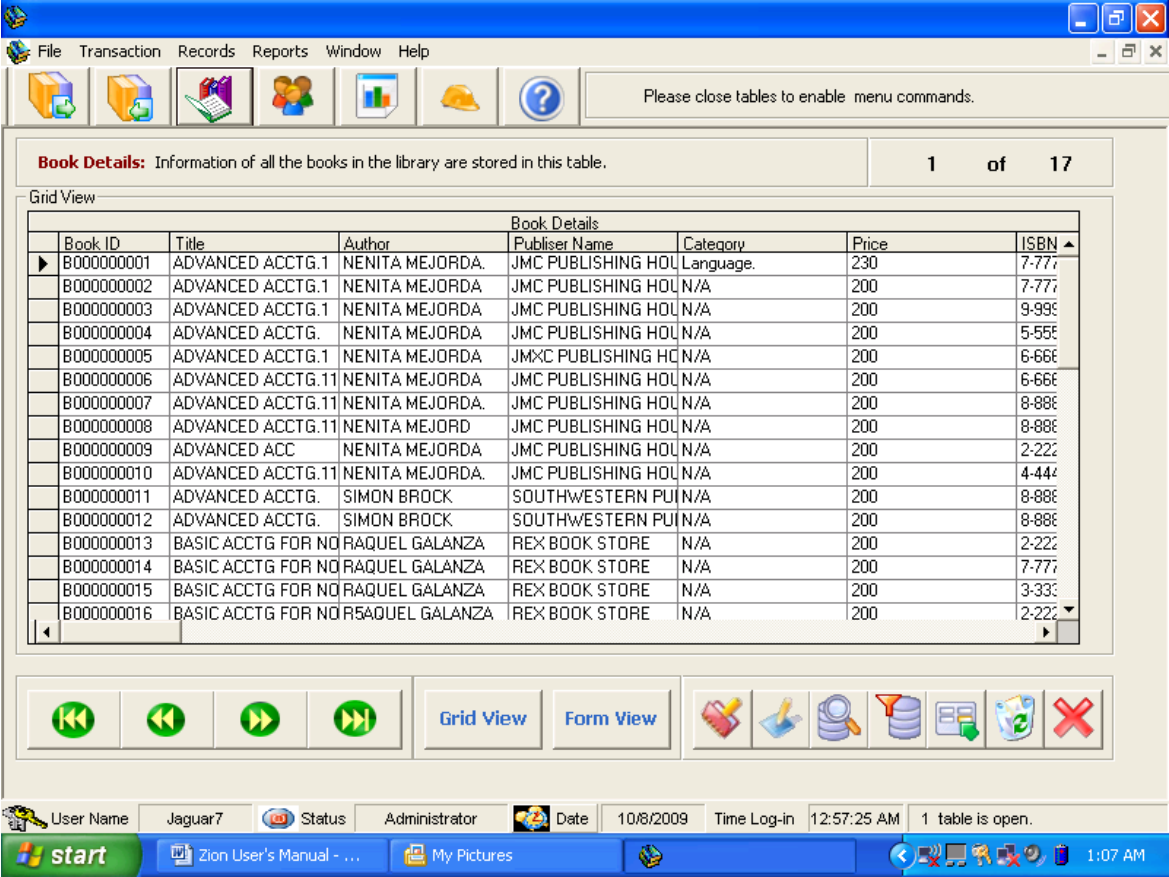 File Transaction Records Reports Window Help
Please close tables to enable menu commands.
Book Details: Information of all the books in the library are stored in this table.
1 of 17
Grid View
Book Details
Book ID Title Author Publiser Name Category Price ISBN
B000000001 ADVANCED ACCTG.1 NENITA MEJORDA. JMC PUBLISHING HOU Language. 230 7-777
B000000002 ADVANCED ACCTG.1 NENITA MEJORDA JMC PUBLISHING HOU N/A 200 7-777
B000000003 ADVANCED ACCTG.1 NENITA MEJORDA JMC PUBLISHING HOU N/A 200 9-999
B000000004 ADVANCED ACCTG. NENITA MEJORDA JMC PUBLISHING HOU N/A 200 5-555
B000000005 ADVANCED ACCTG.1 NENITA MEJORDA JMXC PUBLISHING HO N/A 200 6-666
B000000006 ADVANCED ACCTG.11 NENITA MEJORDA JMC PUBLISHING HOU N/A 200 6-666
B000000007 ADVANCED ACCTG.11 NENITA MEJORDA. JMC PUBLISHING HOU N/A 200 8-888
B000000008 ADVANCED ACCTG.11 NENITA MEJORD JMC PUBLISHING HOU N/A 200 8-888
B000000009 ADVANCED ACC NENITA MEJORDA JMC PUBLISHING HOU N/A 200 2-222
B000000010 ADVANCED ACCTG.11 NENITA MEJORDA. JMC PUBLISHING HOU N/A 200 4-444
B000000011 ADVANCED ACCTG. SIMON BROCK SOUTHWESTERN PU N/A 200 8-888
B000000012 ADVANCED ACCTG. SIMON BROCK SOUTHWESTERN PU N/A 200 8-888
B000000013 BASIC ACCTG FOR NO RAQUEL GALANZA REX BOOK STORE N/A 200 2-222
B000000014 BASIC ACCTG FOR NO RAQUEL GALANZA REX BOOK STORE N/A 200 7-777
B000000015 BASIC ACCTG FOR NO RAQUEL GALANZA REX BOOK STORE N/A 200 3-333
B000000016 BASIC ACCTG FOR NO R5AQUEL GALANZA REX BOOK STORE N/A 200 2-222
Grid View Form View
User Name Jaguar7 Status Administrator Date 10/8/2009 Time Log-in 12:57:25 AM 1 table is open.
start Zion User's Manual - ... My Pictures 1:07 AM